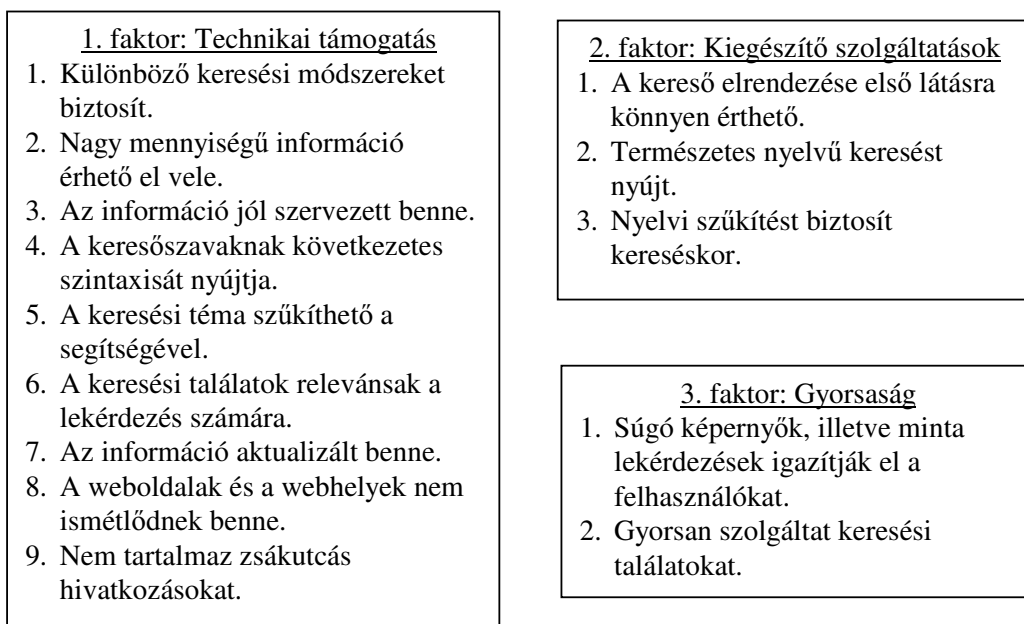 1. faktor: Technikai támogatás
1. Különböző keresési módszereket
biztosít.
2. Nagy mennyiségű információ
érhető el vele.
3. Az információ jól szervezett benne.
4. A keresőszavaknak következetes
szintaxisát nyújtja.
5. A keresési téma szűkíthető a
segítségével.
6. A keresési találatok relevánsak a
lekérdezés számára.
7. Az információ aktualizált benne.
8. A weboldalak és a webhelyek nem
ismétlődnek benne.
9. Nem tartalmaz zsákutcás
hivatkozásokat.
2. faktor: Kiegészítő szolgáltatások
1. A kereső elrendezése első látásra
könnyen érthető.
2. Természetes nyelvű keresést
nyújt.
3. Nyelvi szűkítést biztosít
kereséskor.
3. faktor: Gyorsaság
1. Súgó képernyők, illetve minta
lekérdezések igazítják el a
felhasználókat.
2. Gyorsan szolgáltat keresési
találatokat.